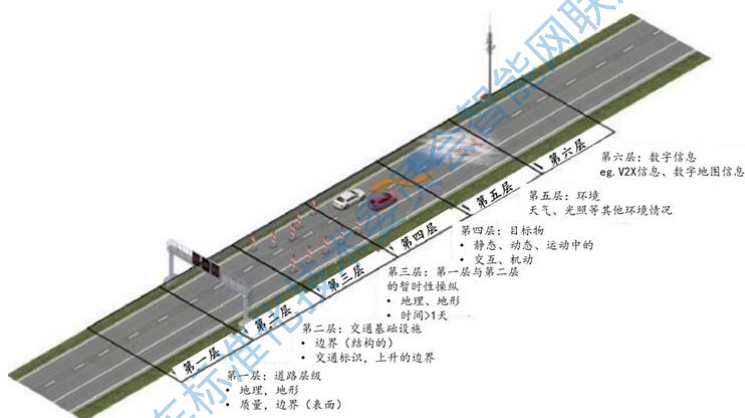 第六层：数字信息
eg. V2X信息、数字地图信息
第六层
第五层：环境
天气、光照等其他环境情况
第五层
第四层：目标物
• 静态、动态、运动中的
• 交互、机动
第四层
第三层：第一层与第二层
的暂时性操纵
• 地理、地形
• 时间>1天
第三层
第二层：交通基础设施
• 边界（结构的）
• 交通标识，上升的边界
第二层
第一层：道路层级
• 地理，地形
• 质量，边界（表面）
第一层